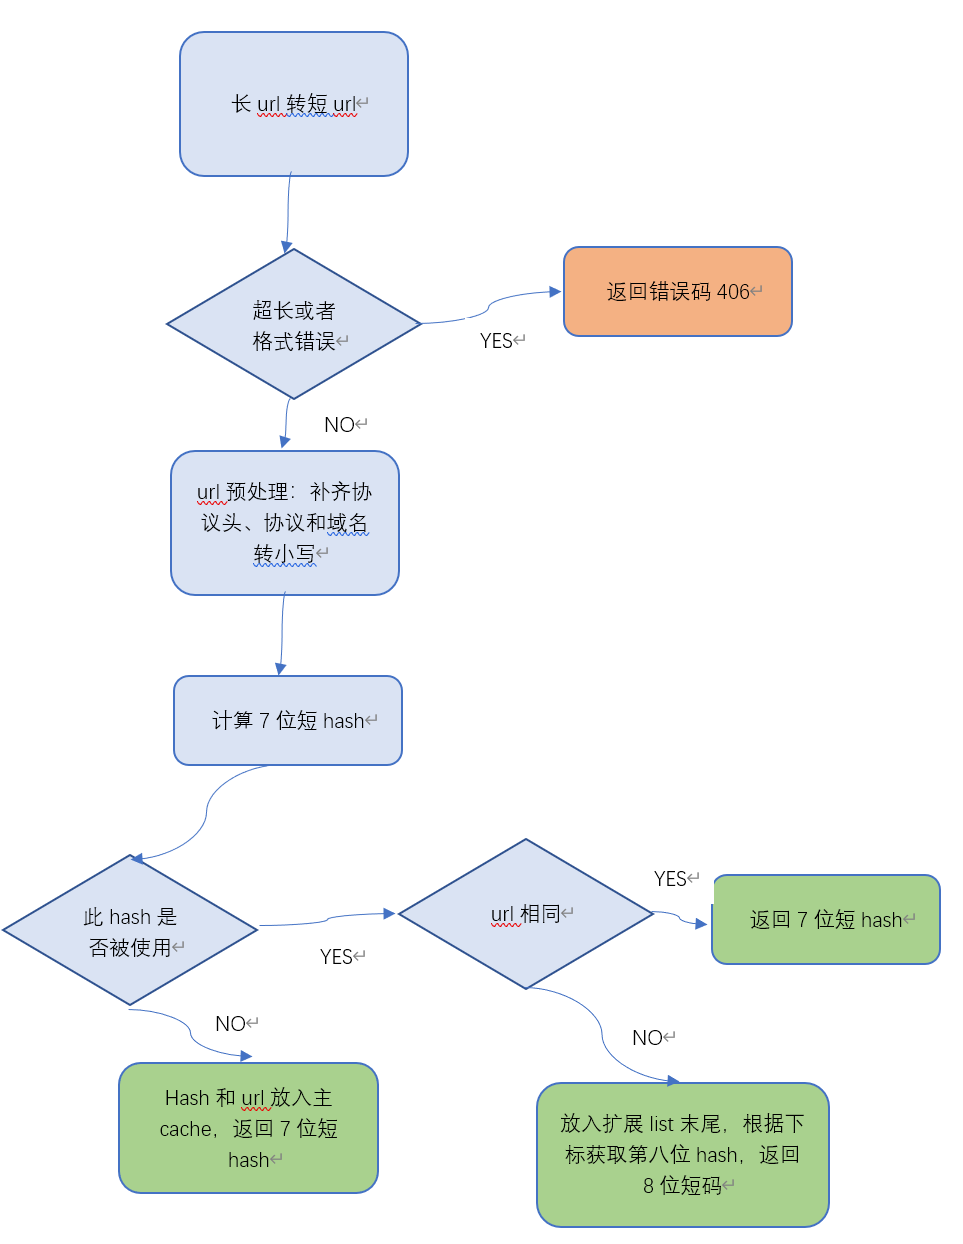 长 url 转短 url
超长或者
格式错误
返回错误码 406
YES
NO
url 预处理：补齐协
议头、协议和域名
转小写
计算 7 位短 hash
此 hash 是
否被使用
YES
url 相同
YES
返回 7 位短 hash
NO
NO
Hash 和 url 放入主
cache，返回 7 位短
hash
放入扩展 list 末尾，根据下
标获取第八位 hash，返回
8 位短码